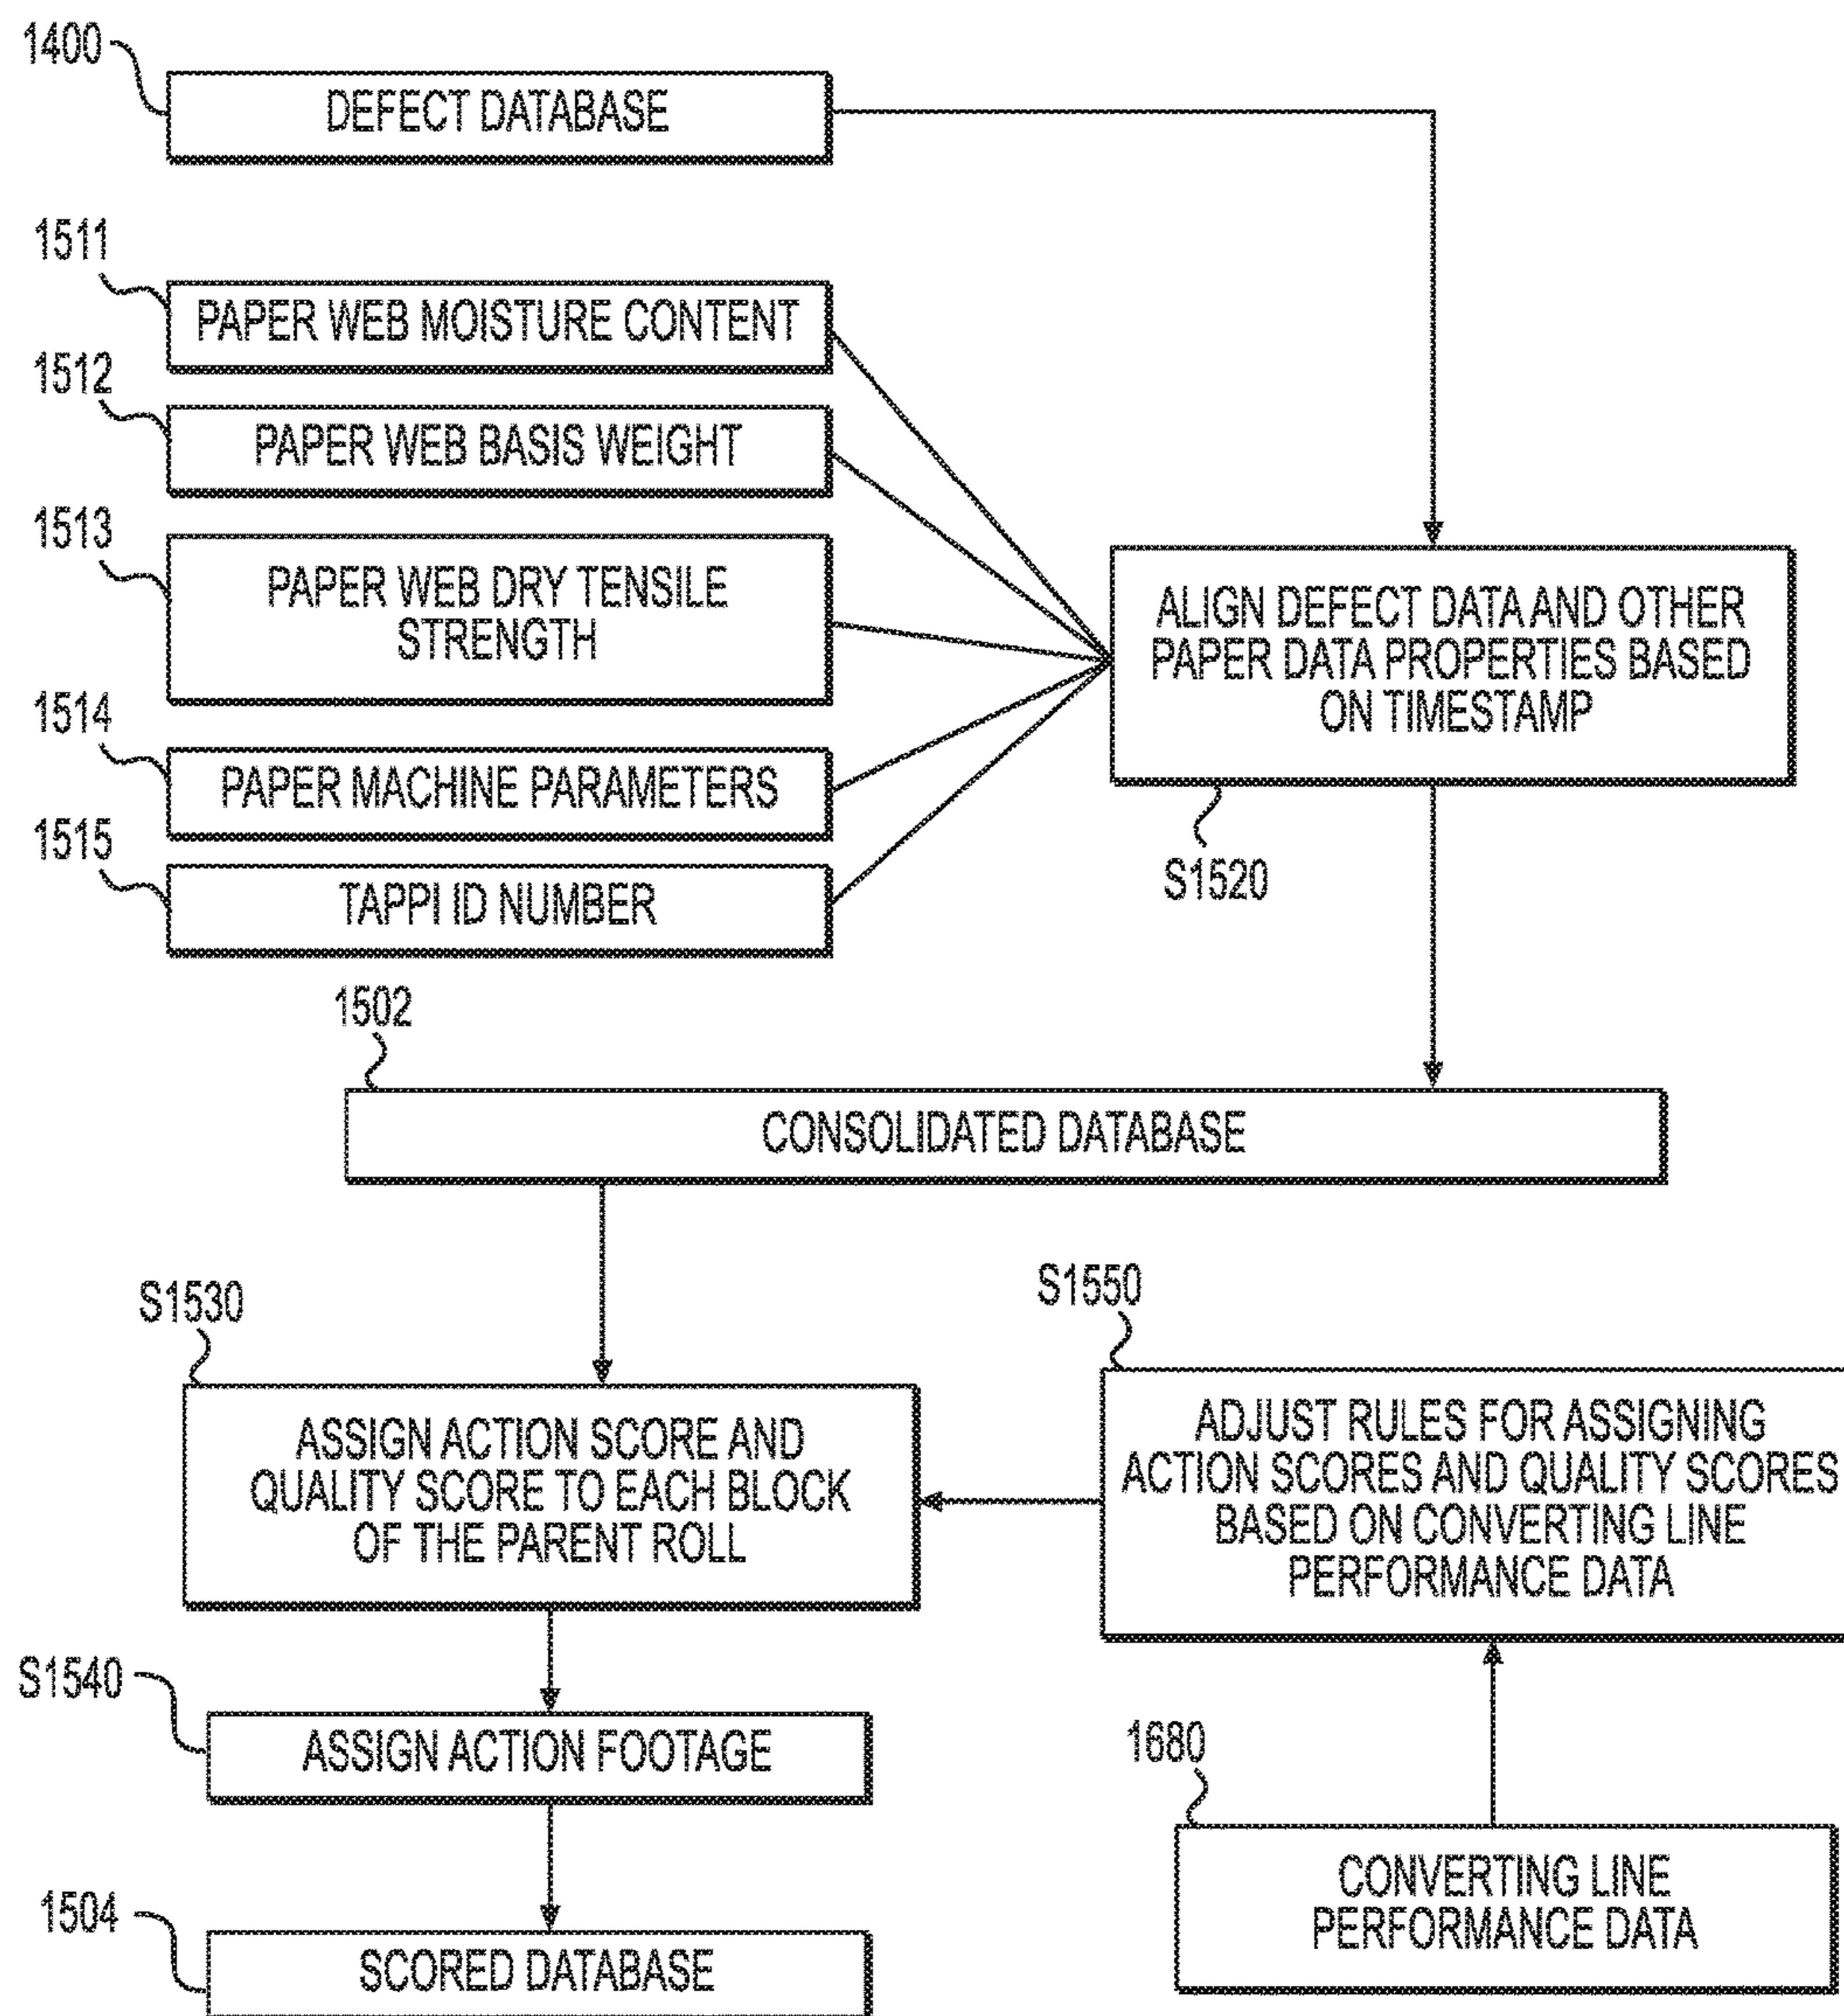 1400
DEFECT DATABASE
1511
PAPER WEB MOISTURE CONTENT
1512
PAPER WEB BASIS WEIGHT
1513
PAPER WEB DRY TENSILE
STRENGTH
1514
PAPER MACHINE PARAMETERS
1515
TAPPI ID NUMBER
ALIGN DEFECT DATA AND OTHER
PAPER DATA PROPERTIES BASED
ON TIMESTAMP
S1520
1502
CONSOLIDATED DATABASE
S1530
ASSIGN ACTION SCORE AND
QUALITY SCORE TO EACH BLOCK
OF THE PARENT ROLL
S1550
ADJUST RULES FOR ASSIGNING
ACTION SCORES AND QUALITY SCORES
BASED ON CONVERTING LINE
PERFORMANCE DATA
S1540
ASSIGN ACTION FOOTAGE
1680
CONVERTING LINE
PERFORMANCE DATA
1504
SCORED DATABASE